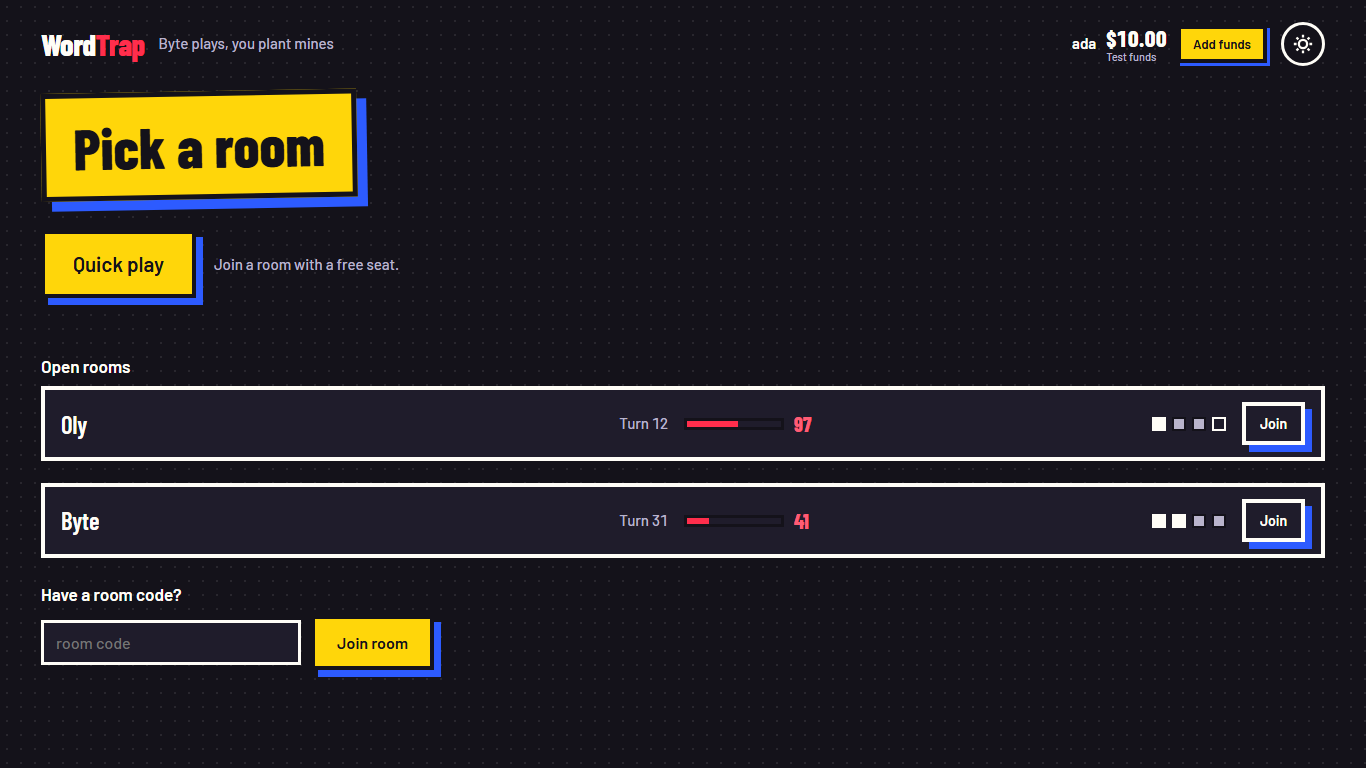 WordTrap Byte plays, you plant mines ada $10.00 Add funds
Test funds
Pick a room
Quick play Join a room with a free seat.
Open rooms
Oly Turn 12 97 Join
Byte Turn 31 41 Join
Have a room code?
room code Join room